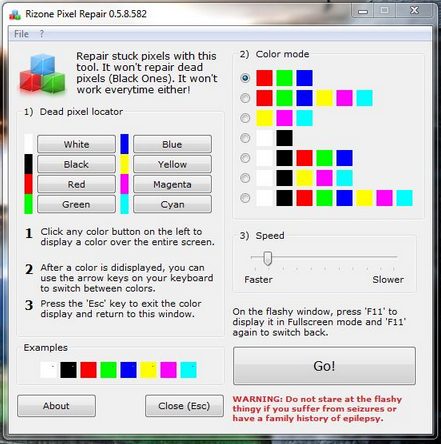 Rizone Pixel Repair 0.5.8.582
File ?
Repair stuck pixels with this
tool. It won't repair dead
pixels (Black Ones). It won't
work everytime either!
1) Dead pixel locator
White Blue
Black Yellow
Red Magenta
Green Cyan
1 Click any color button on the left to
display a color over the entire screen.
2 After a color is didisplayed, you can
use the arrow keys on your keyboard
to switch between colors.
3 Press the 'Esc' key to exit the color
display and return to this window.
Examples
About Close (Esc)
2) Color mode
3) Speed
Faster Slower
On the flashy window, press 'F11' to
display it in Fullscreen mode and 'F11'
again to switch back.
Go!
WARNING: Do not stare at the flashy
thingy if you suffer from seizures or
have a family history of epilepsy.